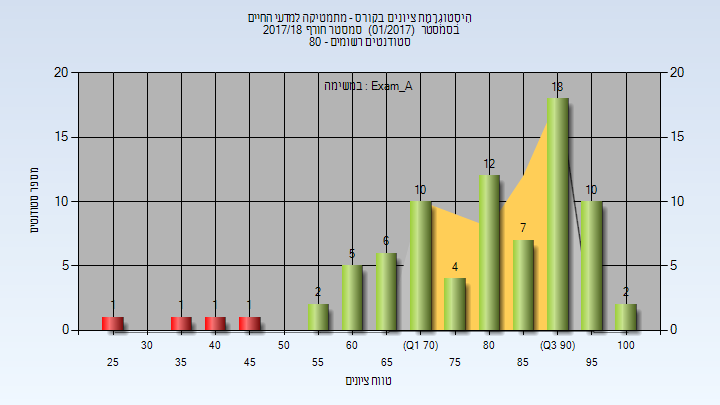 היסטוגרמת ציונים בקורס - מתמטיקה למדעי החיים
בסמסטר (01/2017) סמסטר חורף 2017/18
סטודנטים רשומים - 80
במשימה : Exam_A
20 20
15 15
10 10
5 5
0 0
מספר סטודנטים
1 1 1 1 2 5 6 10 4 12 7 18 10 2
30 40 50 60 (Q1 70) 80 (Q3 90) 100
25 35 45 55 65 75 85 95
טווח ציונים